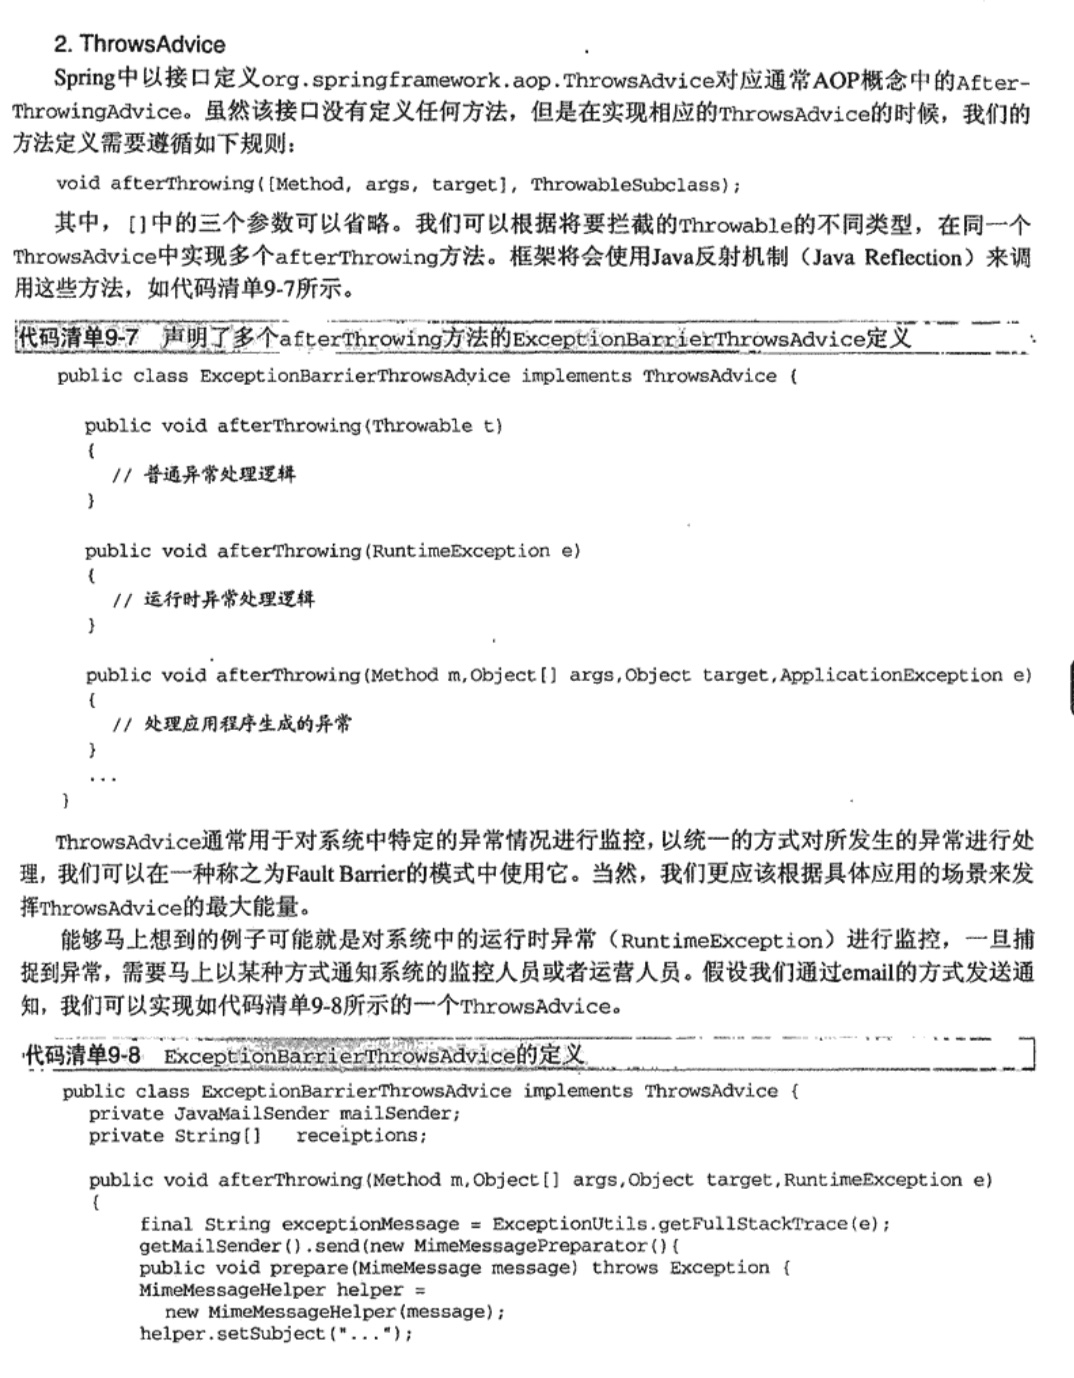 2. ThrowsAdvice
Spring中以接口定义org.springframework.aop.ThrowsAdvice对应通常AOP概念中的After-
ThrowingAdvice。虽然该接口没有定义任何方法，但是在实现相应的ThrowsAdvice的时候，我们的
方法定义需要遵循如下规则：
void afterThrowing([Method, args, target], ThrowableSubclass);
其中，[]中的三个参数可以省略。我们可以根据将要拦截的Throwable的不同类型，在同一个
ThrowsAdvice中实现多个afterThrowing方法。框架将会使用Java反射机制（Java Reflection）来调
用这些方法，如代码清单9-7所示。
代码清单9-7 声明了多个afterThrowing方法的ExceptionBarrierThrowsAdvice定义
public class ExceptionBarrierThrowsAdvice implements ThrowsAdvice {
public void afterThrowing(Throwable t)
{
// 普通异常处理逻辑
}
public void afterThrowing(RuntimeException e)
{
// 运行时异常处理逻辑
}
public void afterThrowing(Method m,Object[] args,Object target,ApplicationException e)
{
// 处理应用程序生成的异常
}
...
}
ThrowsAdvice通常用于对系统中特定的异常情况进行监控，以统一的方式对所发生的异常进行处
理，我们可以在一种称之为Fault Barrier的模式中使用它。当然，我们更应该根据具体应用的场景来发
挥ThrowsAdvice的最大能量。
能够马上想到的例子可能就是对系统中的运行时异常（RuntimeException）进行监控，一旦捕
捉到异常，需要马上以某种方式通知系统的监控人员或者运营人员。假设我们通过email的方式发送通
知，我们可以实现如代码清单9-8所示的一个ThrowsAdvice。
代码清单9-8 ExceptionBarrierThrowsAdvice的定义
public class ExceptionBarrierThrowsAdvice implements ThrowsAdvice {
private JavaMailSender mailSender;
private String[] receiptions;
public void afterThrowing(Method m,Object[] args,Object target,RuntimeException e)
{
final String exceptionMessage = ExceptionUtils.getFullStackTrace(e);
getMailSender().send(new MimeMessagePreparator(){
public void prepare(MimeMessage message) throws Exception {
MimeMessageHelper helper =
new MimeMessageHelper(message);
helper.setSubject("...");